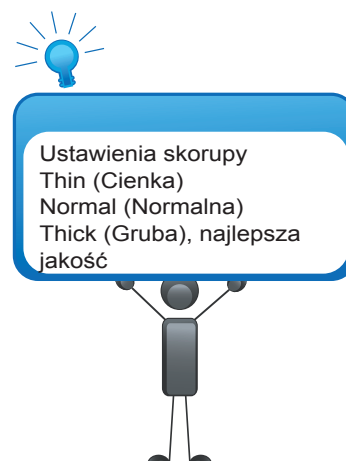 Ustawienia skorupy
Thin (Cienka)
Normal (Normalna)
Thick (Gruba), najlepsza
jakość